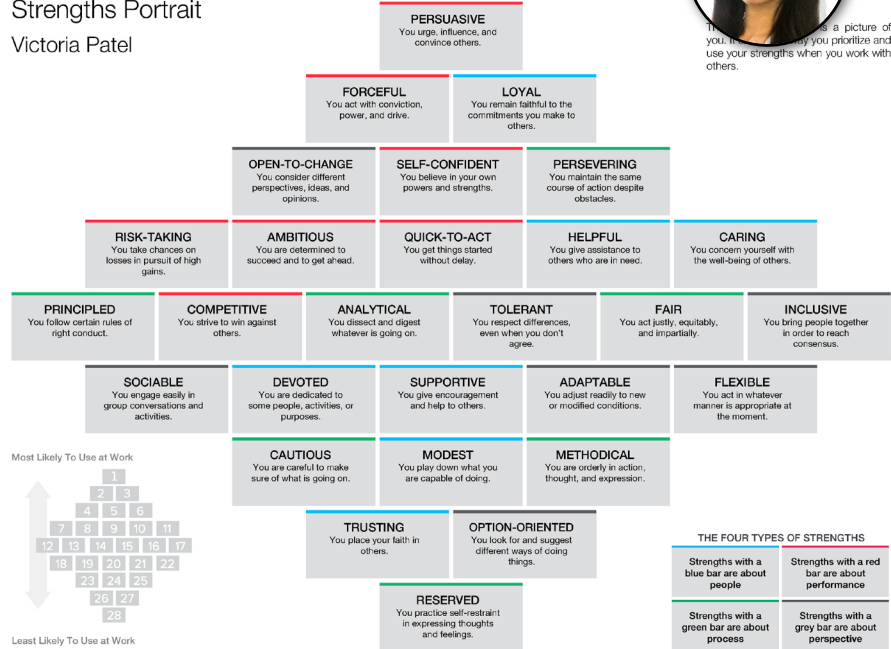 Strengths Portrait
Victoria Patel
is a picture of
you. I
ay you prioritize and
use your strengths when you work with
others.
PERSUASIVE
You urge, influence, and
convince others.
FORCEFUL
You act with conviction,
power, and drive.
LOYAL
You remain faithful to the
commitments you make to
others.
OPEN-TO-CHANGE
You consider different
perspectives, ideas, and
opinions.
SELF-CONFIDENT
You believe in your own
powers and strengths.
PERSEVERING
You maintain the same
course of action despite
obstacles.
RISK-TAKING
You take chances on
losses in pursuit of high
gains.
AMBITIOUS
You are determined to
succeed and to get ahead.
QUICK-TO-ACT
You get things started
without delay.
HELPFUL
You give assistance to
others who are in need.
CARING
You concern yourself with
the well-being of others.
PRINCIPLED
You follow certain rules of
right conduct.
COMPETITIVE
You strive to win against
others.
ANALYTICAL
You dissect and digest
whatever is going on.
TOLERANT
You respect differences,
even when you don't
agree.
FAIR
You act justly, equitably,
and impartially.
INCLUSIVE
You bring people together
in order to reach
consensus.
SOCIABLE
You engage easily in
group conversations and
activities.
DEVOTED
You are dedicated to
some people, activities, or
purposes.
SUPPORTIVE
You give encouragement
and help to others.
ADAPTABLE
You adjust readily to new
or modified conditions.
FLEXIBLE
You act in whatever
manner is appropriate at
the moment.
CAUTIOUS
You are careful to make
sure of what is going on.
MODEST
You play down what you
are capable of doing.
METHODICAL
You are orderly in action,
thought, and expression.
TRUSTING
You place your faith in
others.
OPTION-ORIENTED
You look for and suggest
different ways of doing
things.
RESERVED
You practice self-restraint
in expressing thoughts
and feelings.
Most Likely To Use at Work
1
2 3
4 5 6
7 8 9 10 11
12 13 14 15 16 17
18 19 20 21 22
23 24 25
26 27
28
Least Likely To Use at Work
THE FOUR TYPES OF STRENGTHS
Strengths with a
blue bar are about
people
Strengths with a red
bar are about
performance
Strengths with a
green bar are about
process
Strengths with a
grey bar are about
perspective